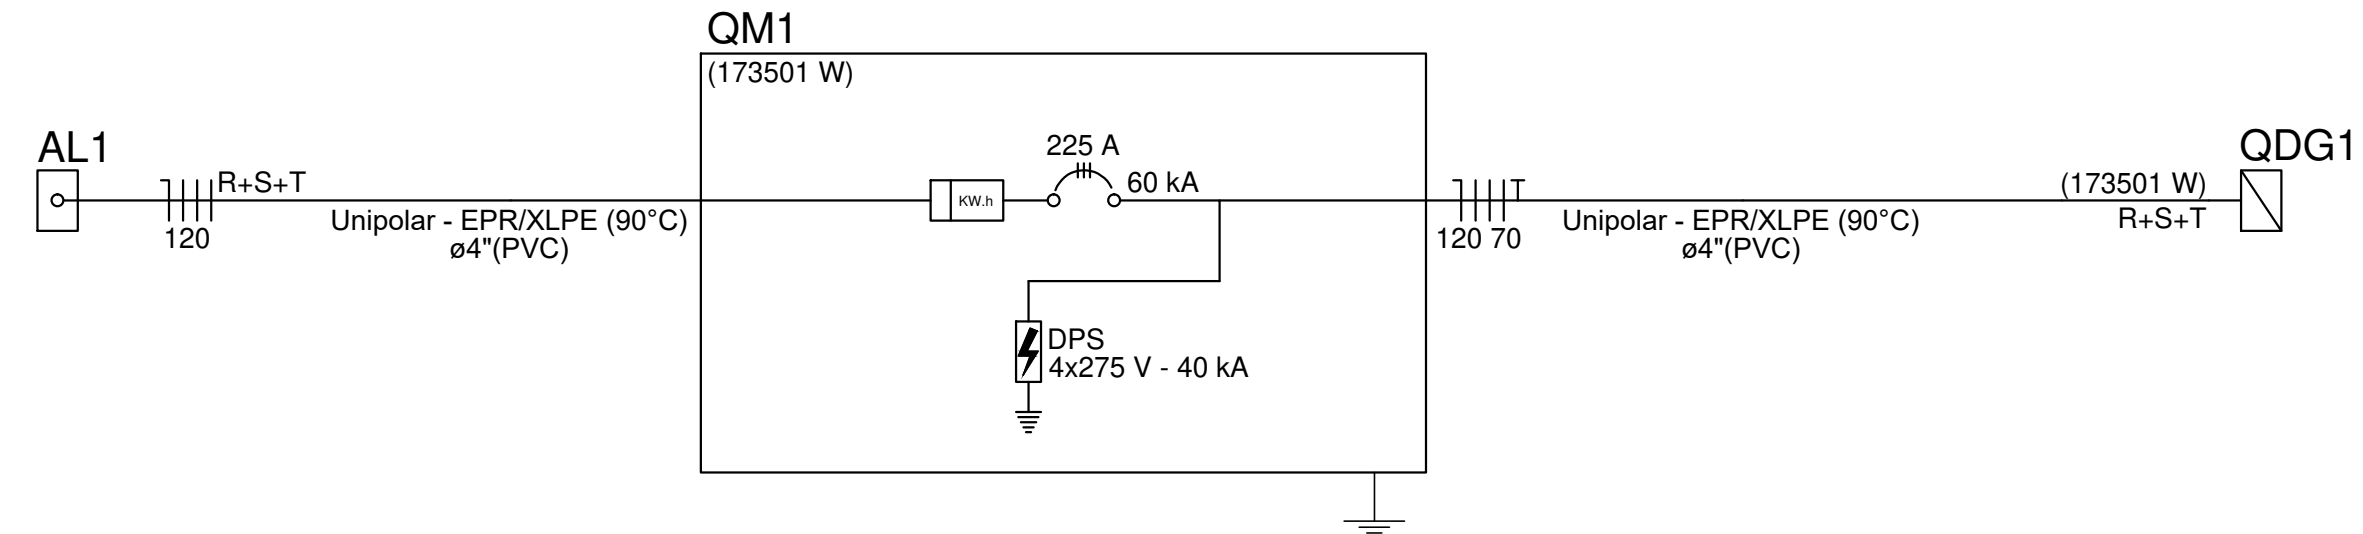 QM1
(173501 W)
AL1
R+S+T
120
Unipolar - EPR/XLPE (90°C)
ø4"(PVC)
KW.h
225 A
60 kA
DPS
4x275 V - 40 kA
120 70
Unipolar - EPR/XLPE (90°C)
ø4"(PVC)
(173501 W)
R+S+T
QDG1